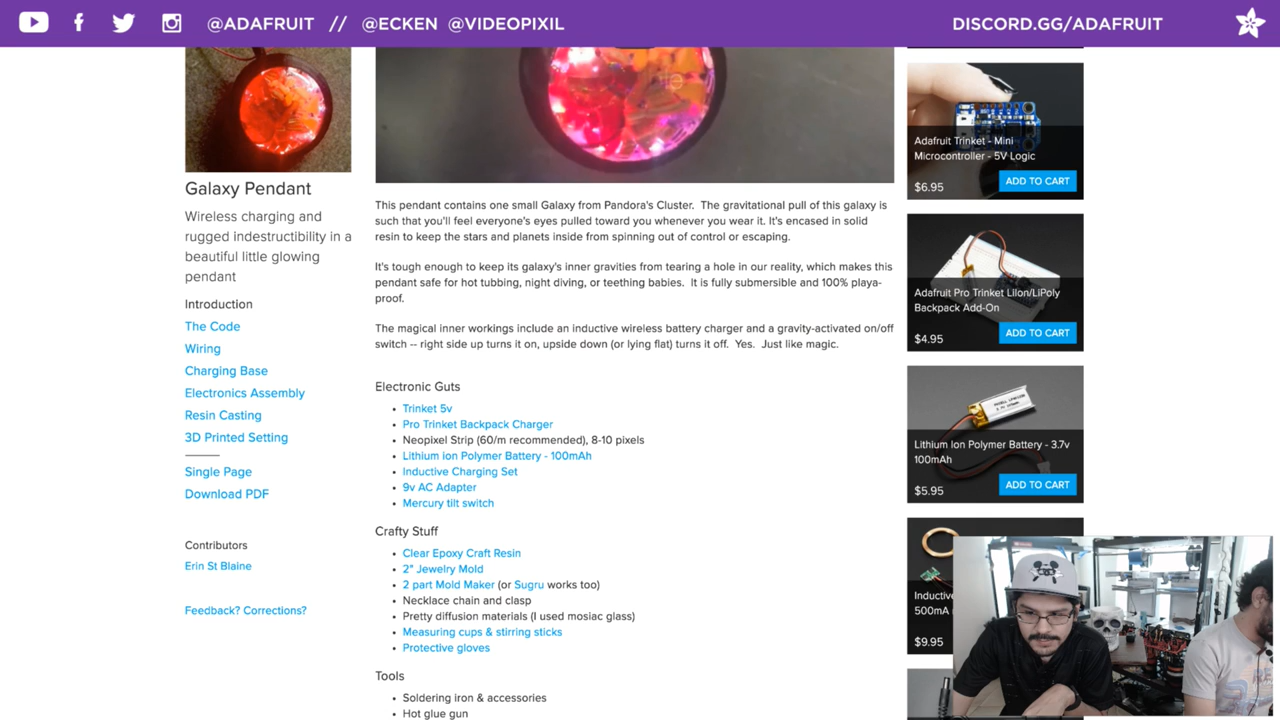 @ADAFRUIT // @ECKEN @VIDEOPIXIL
DISCORD.GG/ADAFRUIT
Galaxy Pendant
Wireless charging and
rugged indestructibility in a
beautiful little glowing
pendant
Introduction
The Code
Wiring
Charging Base
Electronics Assembly
Resin Casting
3D Printed Setting
Single Page
Download PDF
Contributors
Erin St Blaine
Feedback? Corrections?
This pendant contains one small Galaxy from Pandora's Cluster. The gravitational pull of this galaxy is
such that you'll feel everyone's eyes pulled toward you whenever you wear it. It's encased in solid
resin to keep the stars and planets inside from spinning out of control or escaping.
It's tough enough to keep its galaxy's inner gravities from tearing a hole in our reality, which makes this
pendant safe for hot tubbing, night diving, or teething babies. It is fully submersible and 100% playa-
proof.
The magical inner workings include an inductive wireless battery charger and a gravity-activated on/off
switch -- right side up turns it on, upside down (or lying flat) turns it off. Yes. Just like magic.
Electronic Guts
• Trinket 5v
• Pro Trinket Backpack Charger
• Neopixel Strip (60/m recommended), 8-10 pixels
• Lithium ion Polymer Battery - 100mAh
• Inductive Charging Set
• 9v AC Adapter
• Mercury tilt switch
Crafty Stuff
• Clear Epoxy Craft Resin
• 2" Jewelry Mold
• 2 part Mold Maker (or Sugru works too)
• Necklace chain and clasp
• Pretty diffusion materials (I used mosiac glass)
• Measuring cups & stirring sticks
• Protective gloves
Tools
• Soldering iron & accessories
• Hot glue gun
Adafruit Trinket - Mini
Microcontroller - 5V Logic
$6.95 ADD TO CART
Adafruit Pro Trinket LiIon/LiPoly
Backpack Add-On
$4.95 ADD TO CART
Lithium Ion Polymer Battery - 3.7v
100mAh
$5.95 ADD TO CART
Inductive
500mA
$9.95